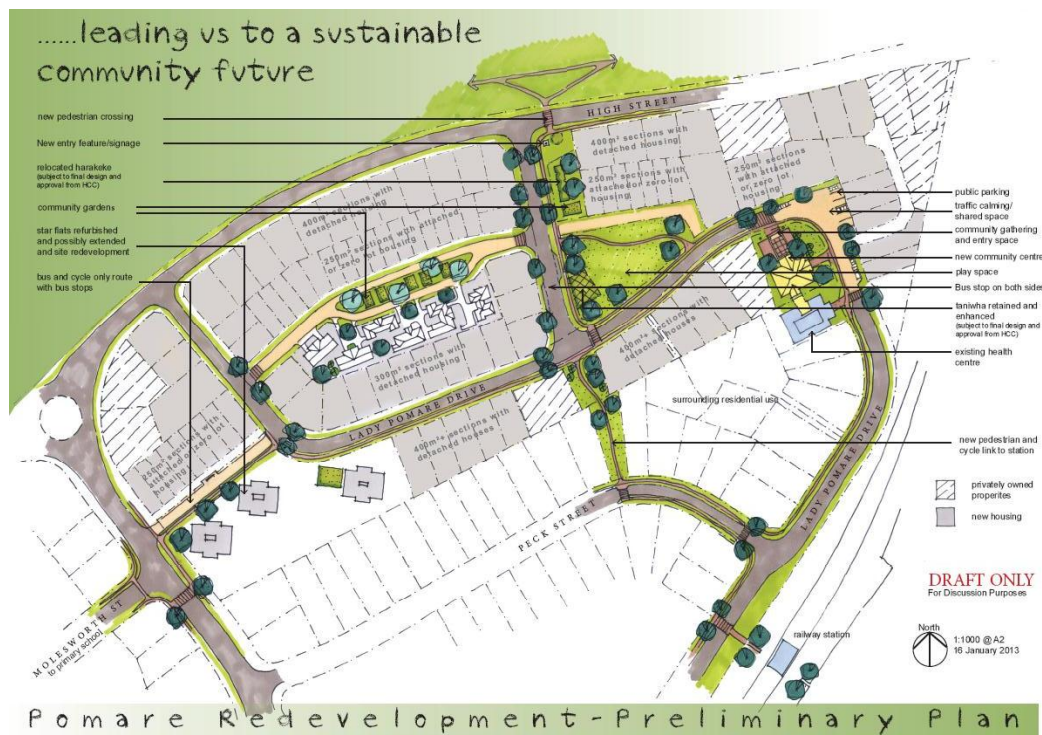 ......leading us to a sustainable
community future
new pedestrian crossing
New entry feature/signage
relocated harakeke
(subject to final design and
approval from HCC)
community gardens
star flats refurbished
and possibly extended
and site redevelopment
bus and cycle only route
with bus stops
HIGH STREET
400m² sections with
detached housing
250m² sections with
attached or zero lot
housing
250m² sections
with attached
or zero lot
housing
400m² sections with
detached housing
250m² sections with attached
or zero lot housing
300m² sections with
detached housing
400m² sections with
detached houses
LADY POMARE DRIVE
400m²+ sections with
detached houses
250m² sections with
attached or zero lot
housing
surrounding residential use
PECK STREET
LADY POMARE DRIVE
MOLESWORTH ST
to primary school
railway station
public parking
traffic calming/
shared space
community gathering
and entry space
new community centre
play space
Bus stop on both sides
taniwha retained and
enhanced
(subject to final design and
approval from HCC)
existing health
centre
new pedestrian and
cycle link to station
privately owned
properites
new housing
DRAFT ONLY
For Discussion Purposes
North
1:1000 @ A2
16 January 2013
Pomare Redevelopment-Preliminary Plan